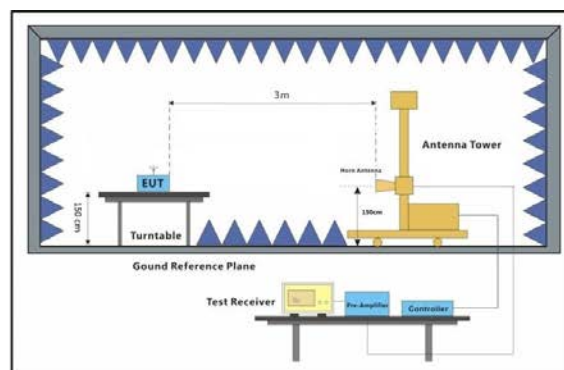 3m
Antenna Tower
Horn Antenna
EUT
150 cm
150cm
Turntable
Gound Reference Plane
Test Receiver
Pre-Amplifier
Controller